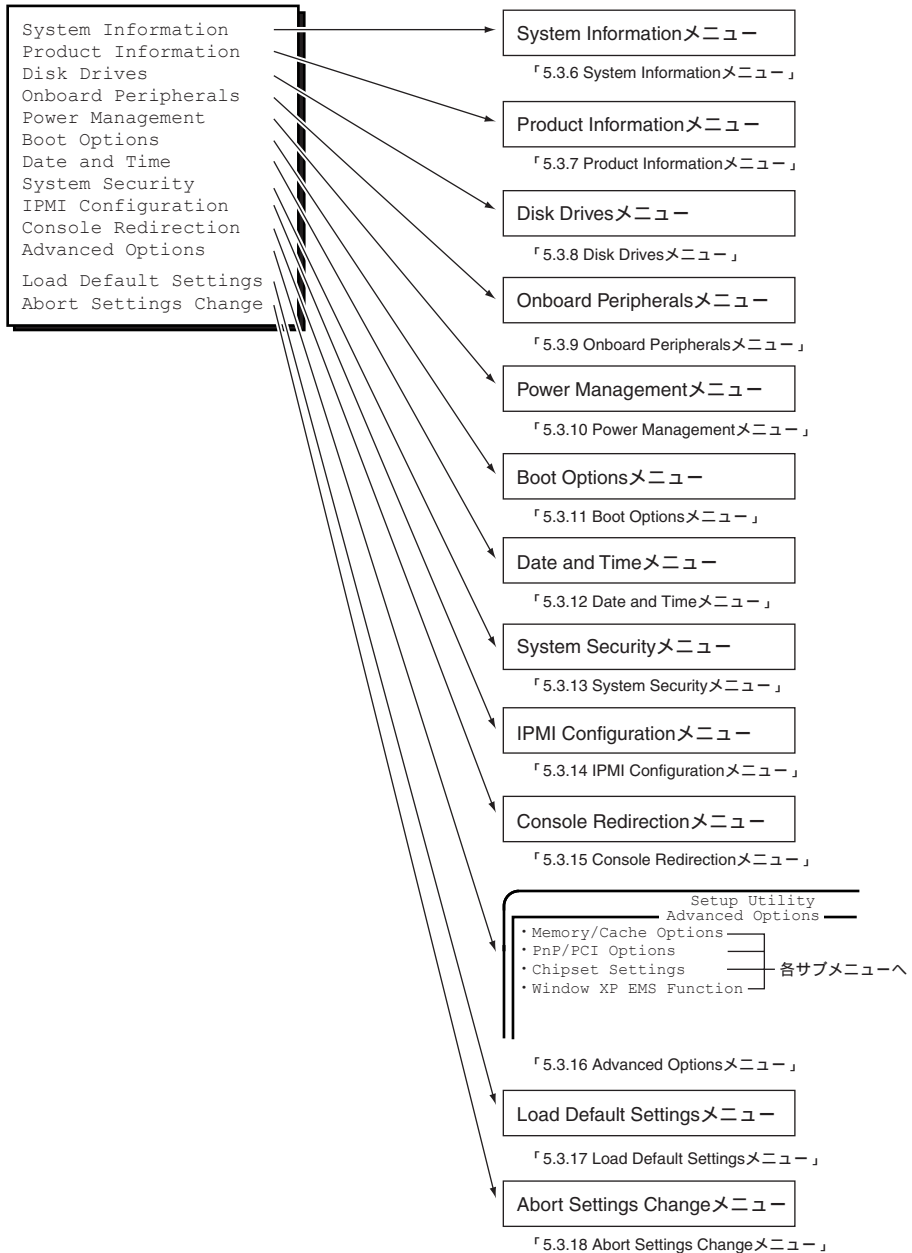 System Information
Product Information
Disk Drives
Onboard Peripherals
Power Management
Boot Options
Date and Time
System Security
IPMI Configuration
Console Redirection
Advanced Options
Load Default Settings
Abort Settings Change
System Informationメニュー
「5.3.6 System Informationメニュー」
Product Informationメニュー
「5.3.7 Product Informationメニュー」
Disk Drivesメニュー
「5.3.8 Disk Drivesメニュー」
Onboard Peripheralsメニュー
「5.3.9 Onboard Peripheralsメニュー」
Power Managementメニュー
「5.3.10 Power Managementメニュー」
Boot Optionsメニュー
「5.3.11 Boot Optionsメニュー」
Date and Timeメニュー
「5.3.12 Date and Timeメニュー」
System Securityメニュー
「5.3.13 System Securityメニュー」
IPMI Configurationメニュー
「5.3.14 IPMI Configurationメニュー」
Console Redirectionメニュー
「5.3.15 Console Redirectionメニュー」
Setup Utility
Advanced Options
・Memory/Cache Options
・PnP/PCI Options
・Chipset Settings
・Window XP EMS Function
各サブメニューへ
「5.3.16 Advanced Optionsメニュー」
Load Default Settingsメニュー
「5.3.17 Load Default Settingsメニュー」
Abort Settings Changeメニュー
「5.3.18 Abort Settings Changeメニュー」